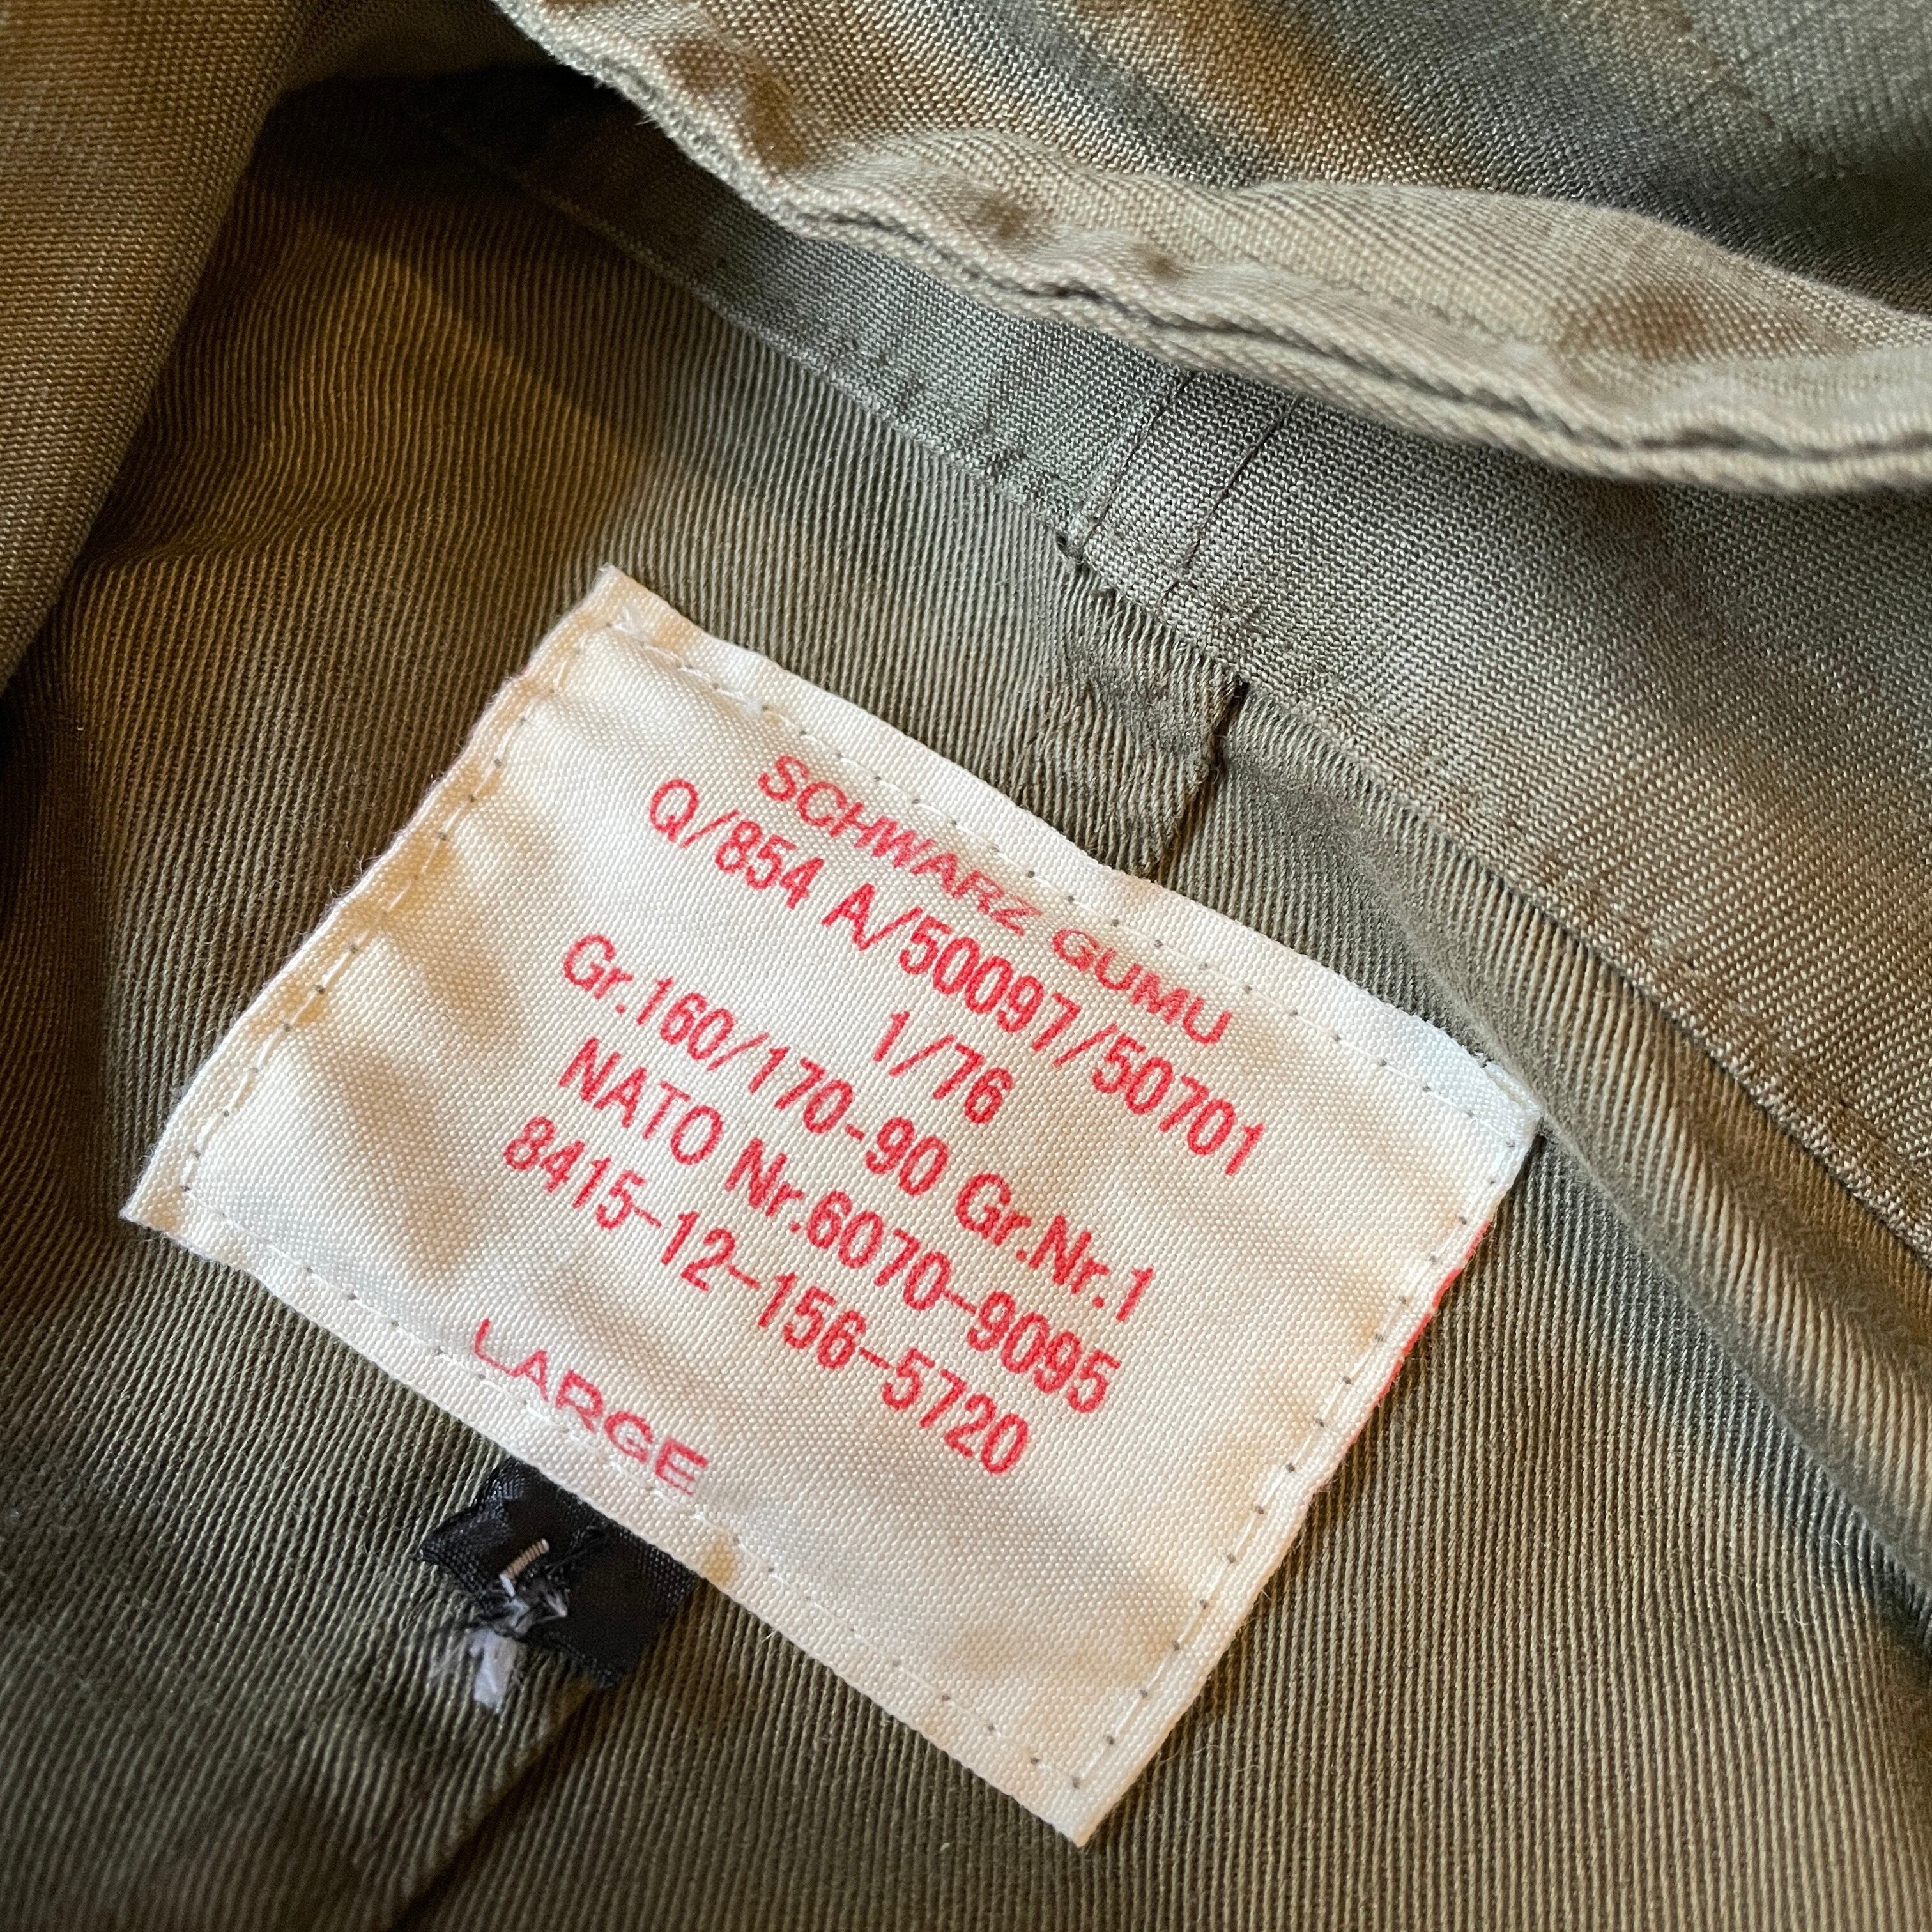 SCHWARZ GUMU
Q/854 A/50097/50701
1/76
Gr.160/170-90 Gr.Nr.1
NATO Nr.6070-9095
8415-12-156-5720
LARGE